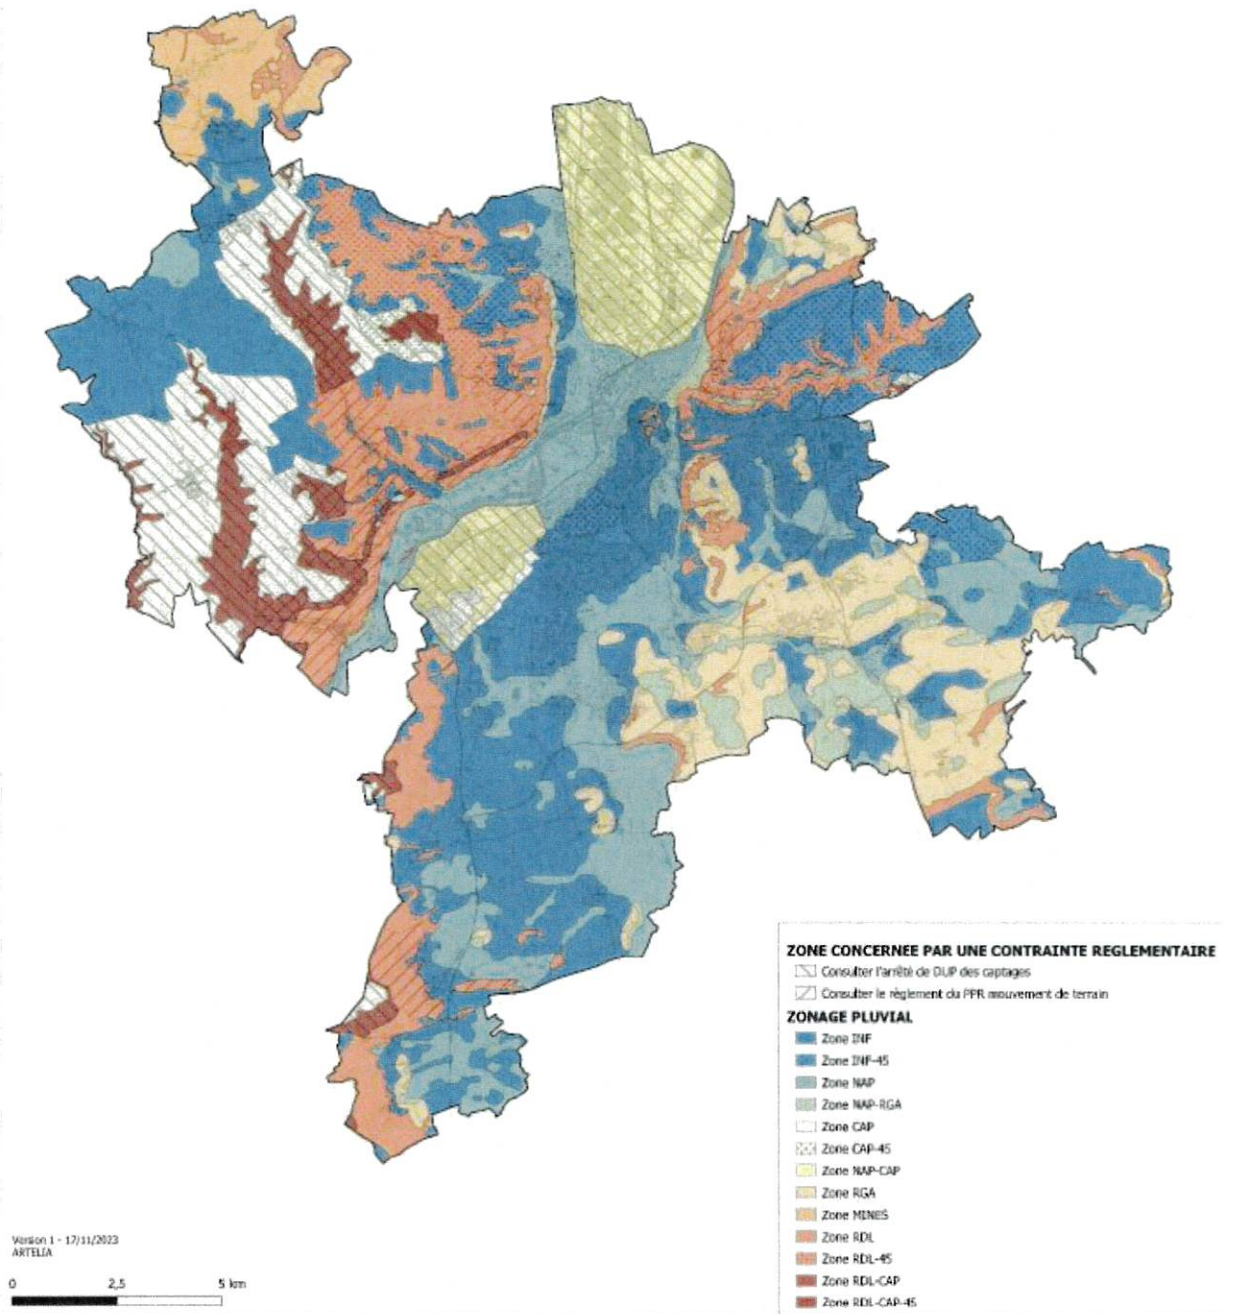 ZONE CONCERNEE PAR UNE CONTRAINTE REGLEMENTAIRE
Consulter l'arrêté de DUP des captages
Consulter le règlement du PPR mouvement de terrain
ZONAGE PLUVIAL
Zone INF
Zone INF-45
Zone NAP
Zone NAP-RGA
Zone CAP
Zone CAP-45
Zone NAP-CAP
Zone RGA
Zone MINES
Zone RDL
Zone RDL-45
Zone RDL-CAP
Zone RDL-CAP-45
Version 1 - 17/11/2023
ARTELIA
0 2,5 5 km